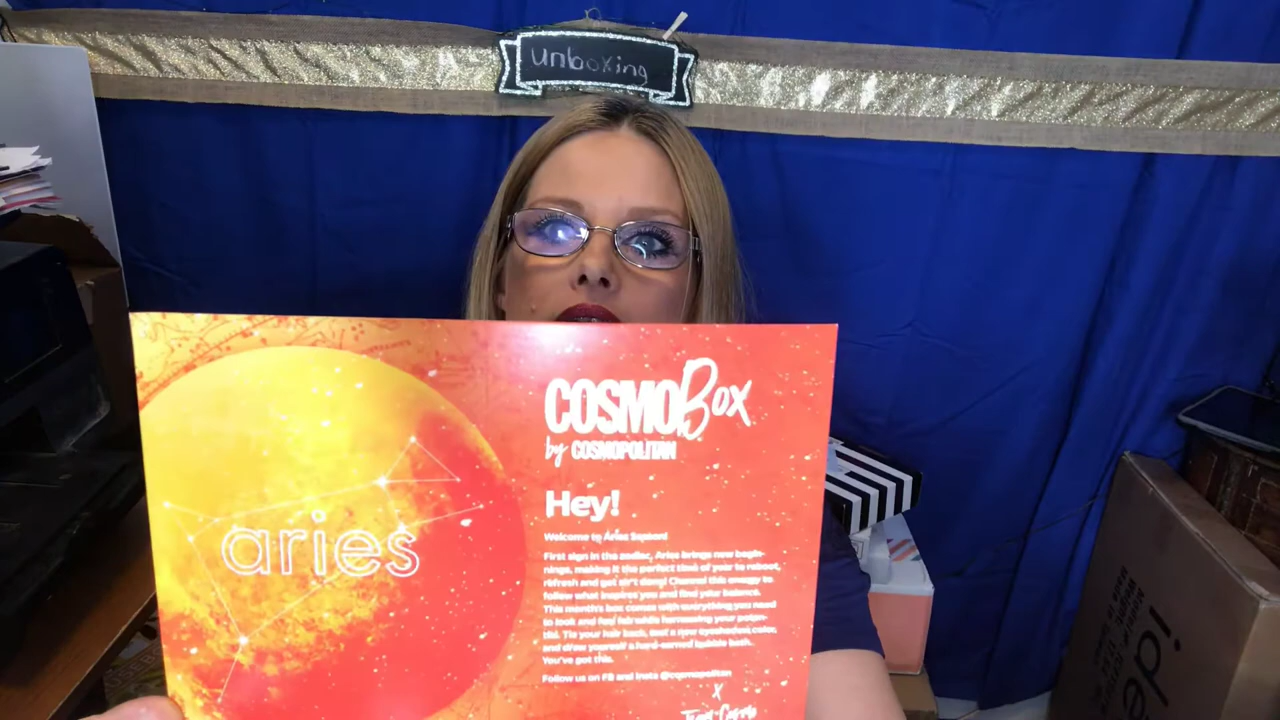 unboxing
COSMOBox
by COSMOPOLITAN
Hey!
Welcome to Aries Season!
First sign in the zodiac, Aries brings new begin-
nings, making it the perfect time of year to reboot,
refresh and get sh*t done! Channel this energy to
follow what inspires you and find your balance.
This month's box comes with everything you need
to look and feel fab while harnessing your poten-
tial. Tie your hair back, test a new eyeshadow color,
and draw yourself a hard-earned bubble bath.
You've got this.
Follow us on FB and Insta @cosmopolitan
X
Team Cosmo
aries
ide